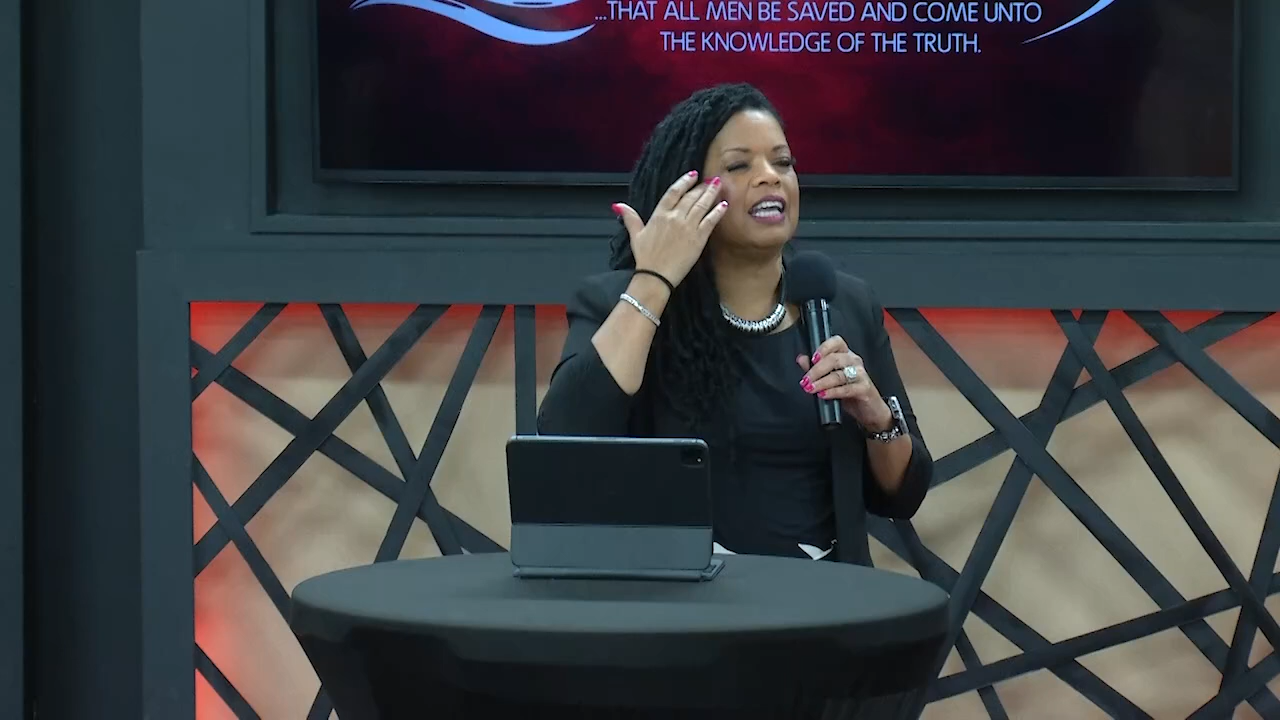 ...THAT ALL MEN BE SAVED AND COME UNTO
THE KNOWLEDGE OF THE TRUTH.